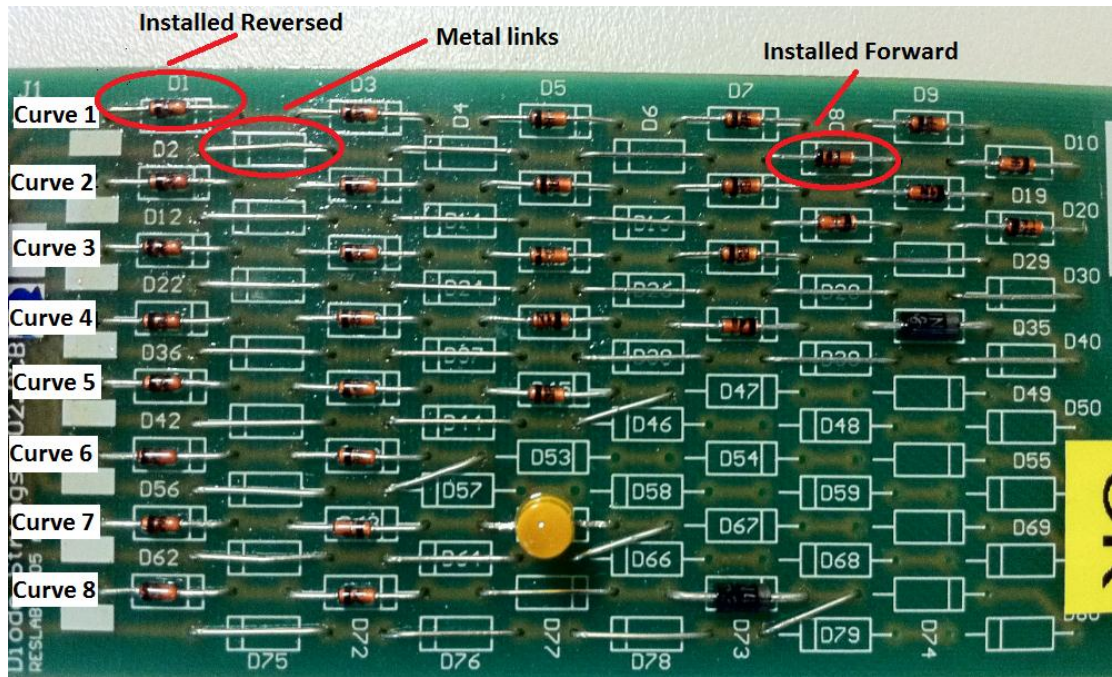 Installed Reversed
Metal links
Installed Forward
J1
D1
D3
D5
D7
D9
Curve 1
D4
D6
D8
D10
D2
Curve 2
D19
D20
D12
D16
Curve 3
D29
D30
D22
Curve 4
D35
D40
D36
Curve 5
D47
D49
D50
D42
D44
D46
D48
Curve 6
D53
D54
D55
D56
D57
D58
D59
Curve 7
D67
D69
D62
D64
D66
D68
Curve 8
D72
D77
D73
D79
D74
D75
D76
D78
RESLAB